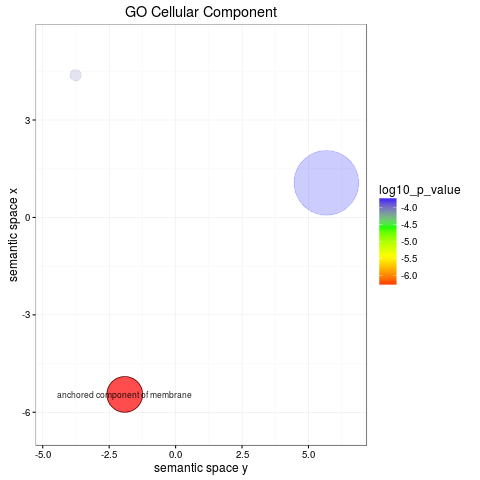 GO Cellular Component
semantic space x
3
0
-3
-6
anchored component of membrane
-5.0
-2.5
0.0
2.5
5.0
semantic space y
log10_p_value
-4.0
-4.5
-5.0
-5.5
-6.0